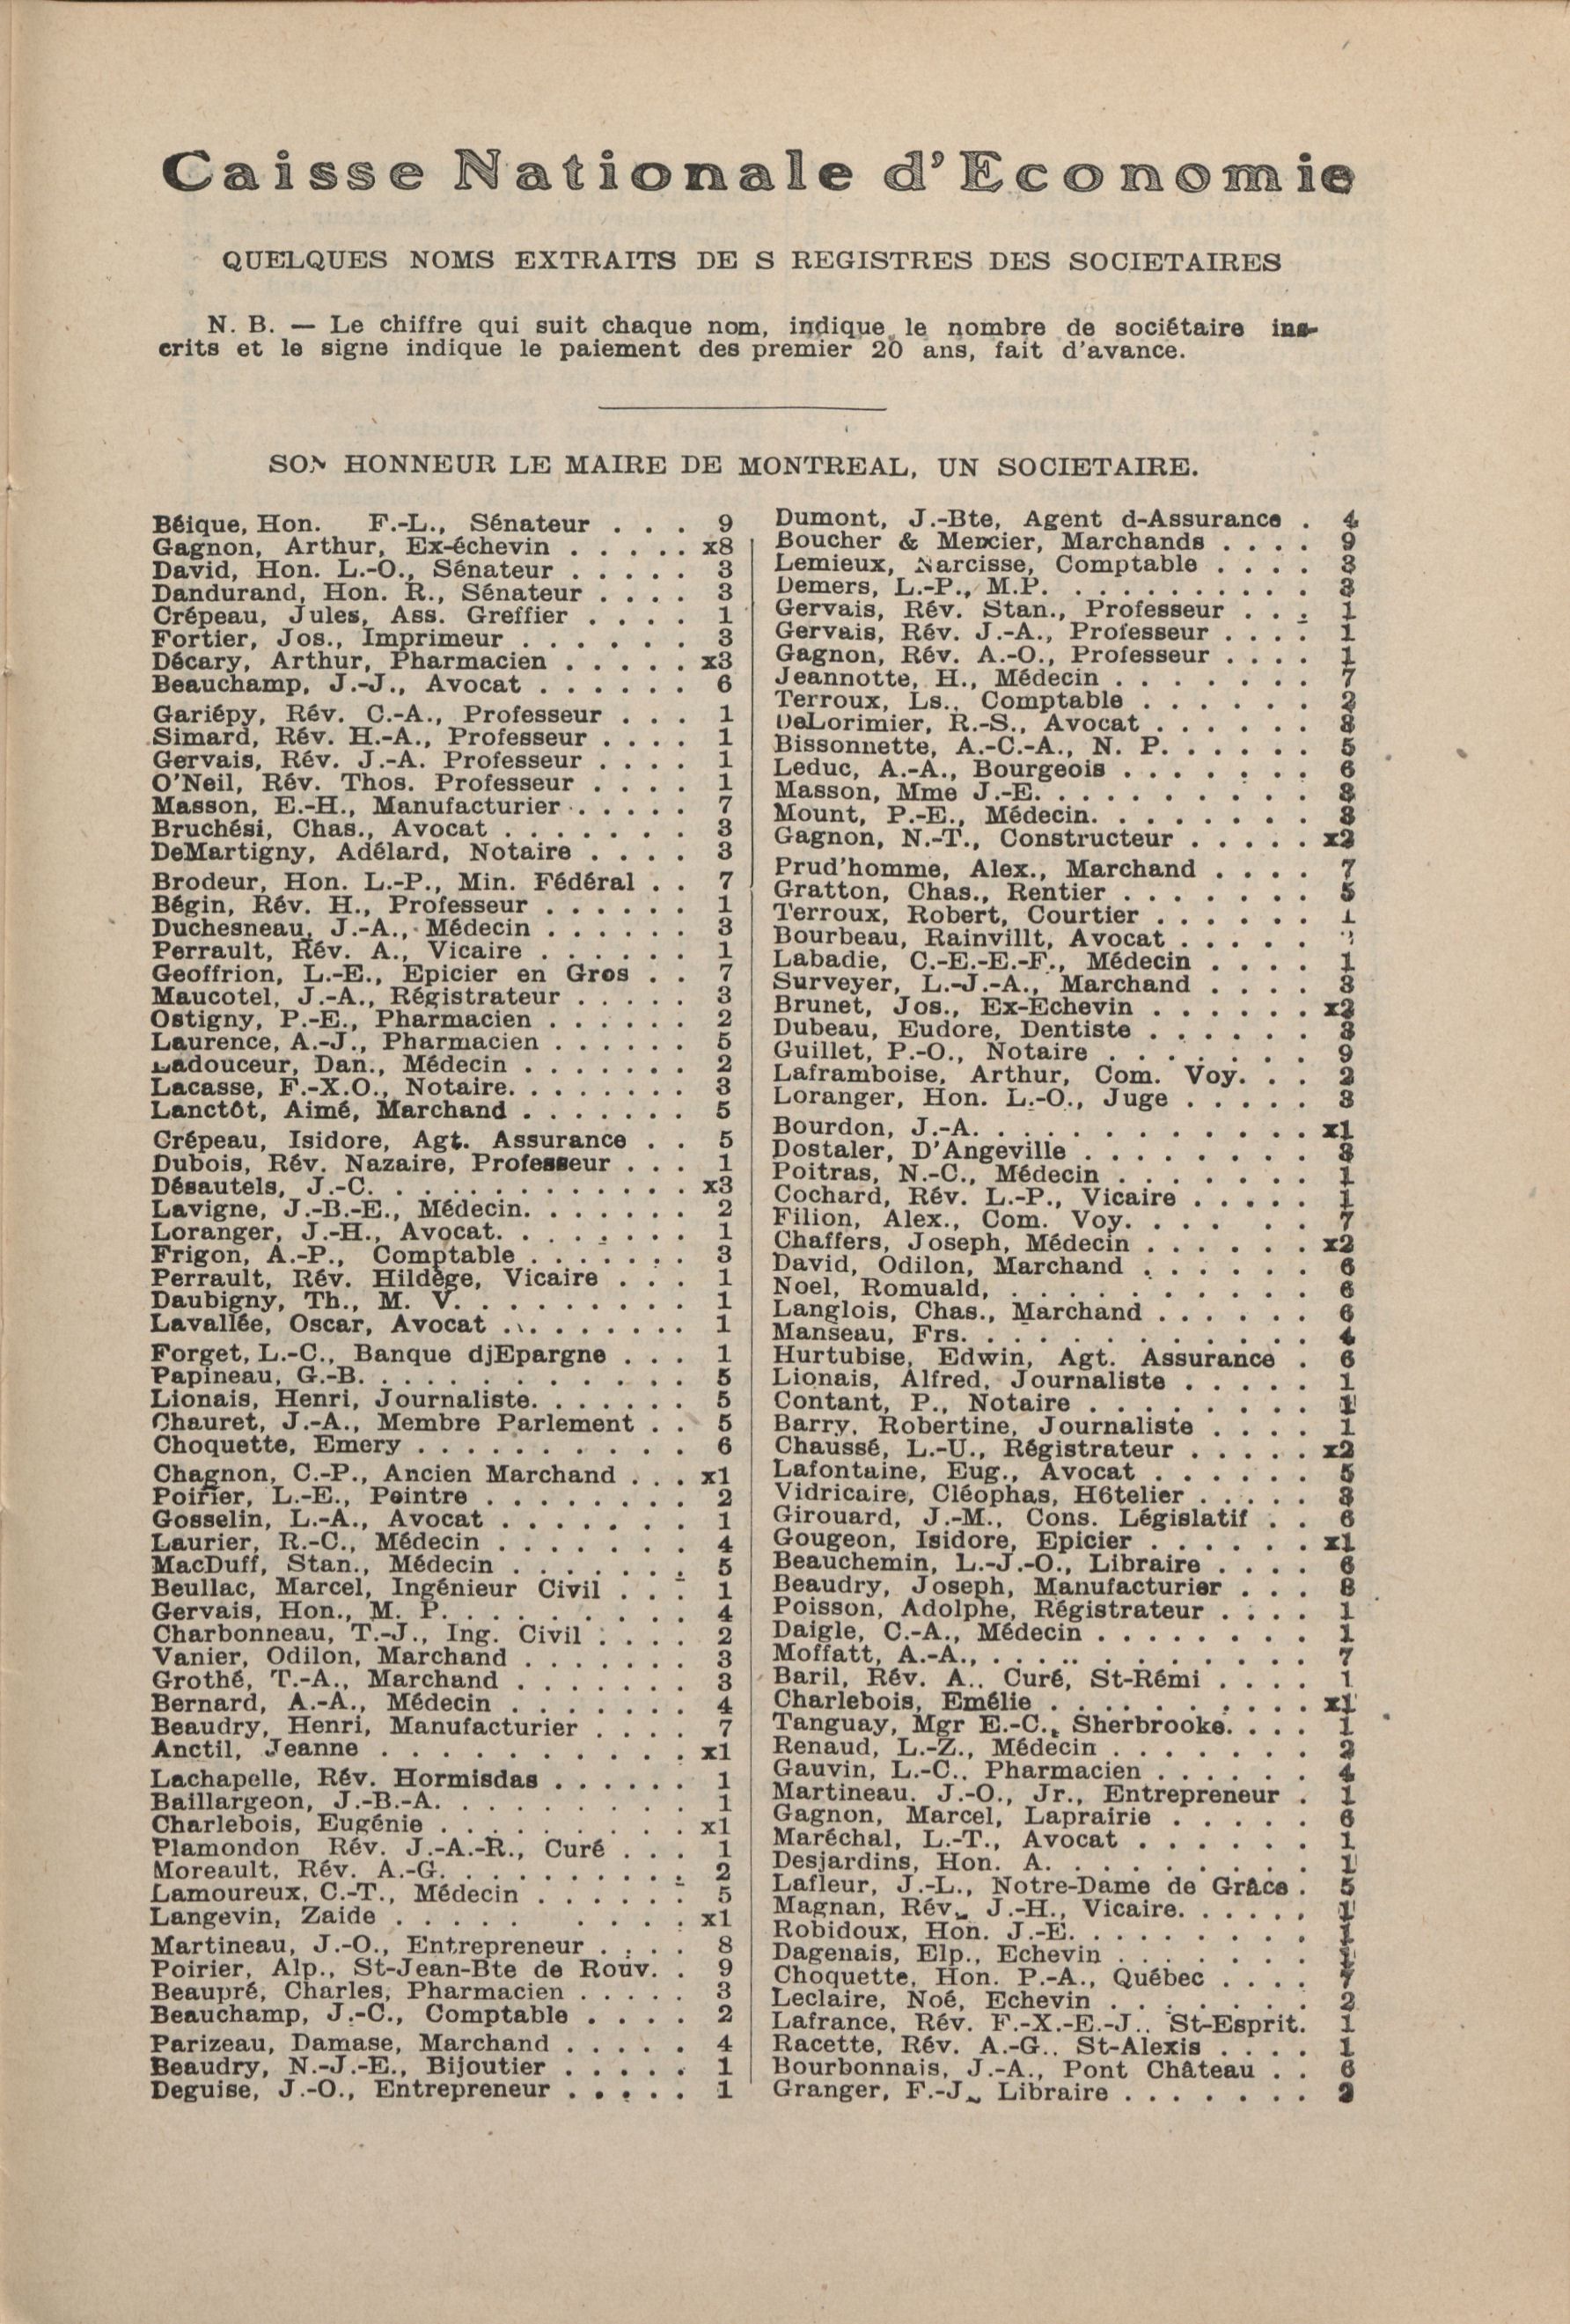 Caisse Nationale d'Economie
QUELQUES NOMS EXTRAITS DE S REGISTRES DES SOCIETAIRES
N. B. — Le chiffre qui suit chaque nom, indique le nombre de sociétaire ins-
crits et le signe indique le paiement des premier 20 ans, fait d'avance.
SON HONNEUR LE MAIRE DE MONTREAL, UN SOCIETAIRE.
Béique, Hon. F.-L., Sénateur . . . 9
Gagnon, Arthur, Ex-échevin . . . . . x8
David, Hon. L.-O., Sénateur . . . . . 3
Dandurand, Hon. R., Sénateur . . . . 3
Crépeau, Jules, Ass. Greffier . . . . 1
Fortier, Jos., Imprimeur . . . . . . 3
Décary, Arthur, Pharmacien . . . . . x3
Beauchamp, J.-J., Avocat . . . . . . 6
Gariépy, Rév. C.-A., Professeur . . . 1
Simard, Rév. H.-A., Professeur . . . . 1
Gervais, Rév. J.-A. Professeur . . . . 1
O'Neil, Rév. Thos. Professeur . . . . 1
Masson, E.-H., Manufacturier . . . . . 7
Bruchési, Chas., Avocat . . . . . . . 3
DeMartigny, Adélard, Notaire . . . . 3
Brodeur, Hon. L.-P., Min. Fédéral . . 7
Bégin, Rév. H., Professeur . . . . . . 1
Duchesneau, J.-A., Médecin . . . . . . 3
Perrault, Rév. A., Vicaire . . . . . . 1
Geoffrion, L.-E., Epicier en Gros . . 7
Maucotel, J.-A., Régistrateur . . . . . 3
Ostigny, P.-E., Pharmacien . . . . . . 2
Laurence, A.-J., Pharmacien . . . . . . 5
Ladouceur, Dan., Médecin . . . . . . . 2
Lacasse, F.-X.O., Notaire. . . . . . . . 3
Lanctôt, Aimé, Marchand . . . . . . . 5
Crépeau, Isidore, Agt. Assurance . . 5
Dubois, Rév. Nazaire, Professeur . . . 1
Désautels, J.-C. . . . . . . . . . . . . x3
Lavigne, J.-B.-E., Médecin. . . . . . . 2
Loranger, J.-H., Avocat. . . . . . . . 1
Frigon, A.-P., Comptable . . . . . . . 3
Perrault, Rév. Hildège, Vicaire . . . 1
Daubigny, Th., M. V. . . . . . . . . . 1
Lavallée, Oscar, Avocat . . . . . . . . 1
Forget, L.-C., Banque djEpargne . . . 1
Papineau, G.-B. . . . . . . . . . . . . 5
Lionais, Henri, Journaliste. . . . . . . 5
Chauret, J.-A., Membre Parlement . . 5
Choquette, Emery . . . . . . . . . . . 6
Chagnon, C.-P., Ancien Marchand . . . x1
Poirier, L.-E., Peintre . . . . . . . . 2
Gosselin, L.-A., Avocat . . . . . . . 1
Laurier, R.-C., Médecin . . . . . . . . 4
MacDuff, Stan., Médecin . . . . . . . 5
Beullac, Marcel, Ingénieur Civil . . . 1
Gervais, Hon., M. P. . . . . . . . . . 4
Charbonneau, T.-J., Ing. Civil . . . . 2
Vanier, Odilon, Marchand . . . . . . . 3
Grothé, T.-A., Marchand . . . . . . . 3
Bernard, A.-A., Médecin . . . . . . . 4
Beaudry, Henri, Manufacturier . . . . 7
Anctil, Jeanne . . . . . . . . . . . . x1
Lachapelle, Rév. Hormisdas . . . . . . 1
Baillargeon, J.-B.-A. . . . . . . . . . 1
Charlebois, Eugénie . . . . . . . . . . x1
Plamondon Rév. J.-A.-R., Curé . . . 1
Moreault, Rév. A.-G. . . . . . . . . . 2
Lamoureux, C.-T., Médecin . . . . . . 5
Langevin, Zaide . . . . . . . . . x1
Martineau, J.-O., Entrepreneur . . . . 8
Poirier, Alp., St-Jean-Bte de Rouv. . 9
Beaupré, Charles, Pharmacien . . . . . 3
Beauchamp, J.-C., Comptable . . . . 2
Parizeau, Damase, Marchand . . . . . 4
Beaudry, N.-J.-E., Bijoutier . . . . . 1
Deguise, J.-O., Entrepreneur . . . . . 1
Dumont, J.-Bte, Agent d-Assurance . 4
Boucher & Mercier, Marchands . . . . 9
Lemieux, Narcisse, Comptable . . . . 3
Demers, L.-P., M.P. . . . . . . . . . . 3
Gervais, Rév. Stan., Professeur . . . 1
Gervais, Rév. J.-A., Professeur . . . . 1
Gagnon, Rév. A.-O., Professeur . . . . 1
Jeannotte, H., Médecin . . . . . . . 7
Terroux, Ls., Comptable . . . . . . 2
DeLorimier, R.-S., Avocat . . . . . . 3
Bissonnette, A.-C.-A., N. P. . . . . . 5
Leduc, A.-A., Bourgeois . . . . . . . 6
Masson, Mme J.-E. . . . . . . . . . . 3
Mount, P.-E., Médecin. . . . . . . . 3
Gagnon, N.-T., Constructeur . . . . . x3
Prud'homme, Alex., Marchand . . . . 7
Gratton, Chas., Rentier . . . . . . . 5
Terroux, Robert, Courtier . . . . . . 1
Bourbeau, Rainvillt, Avocat . . . . .
Labadie, C.-E.-E.-F., Médecin . . . . 1
Surveyer, L.-J.-A., Marchand . . . . 3
Brunet, Jos., Ex-Echevin . . . . . . x3
Dubeau, Eudore, Dentiste . . . . . . 3
Guillet, P.-O., Notaire . . . . . . . 9
Laframboise, Arthur, Com. Voy. . . 2
Loranger, Hon. L.-O., Juge . . . . . 3
Bourdon, J.-A. . . . . . . . . . . . . x1
Dostaler, D'Angeville . . . . . . . . 3
Poitras, N.-C., Médecin . . . . . . . 1
Cochard, Rév. L.-P., Vicaire . . . . . 1
Filion, Alex., Com. Voy. . . . . . . 7
Chaffers, Joseph, Médecin . . . . . . x2
David, Odilon, Marchand . . . . . . 6
Noel, Romuald, . . . . . . . . . . . 6
Langlois, Chas., Marchand . . . . . . 6
Manseau, Frs. . . . . . . . . . . . . 4
Hurtubise, Edwin, Agt. Assurance . 6
Lionais, Alfred, Journaliste . . . . . 1
Contant, P., Notaire . . . . . . . . 1
Barry, Robertine, Journaliste . . . . 1
Chaussé, L.-U., Régistrateur . . . . . x2
Lafontaine, Eug., Avocat . . . . . . 5
Vidricaire, Cléophas, H6telier . . . . . 3
Girouard, J.-M., Cons. Législatif . . 6
Gougeon, Isidore, Epicier . . . . . . x1
Beauchemin, L.-J.-O., Libraire . . . . 6
Beaudry, Joseph, Manufacturier . . . 8
Poisson, Adolphe, Régistrateur . . . . 1
Daigle, C.-A., Médecin . . . . . . . . 1
Moffatt, A.-A., . . . . . . . . . . . 7
Baril, Rév. A.. Curé, St-Rémi . . . . 1
Charlebois, Emélie . . . . . . . . . . x1
Tanguay, Mgr E.-C., Sherbrooke. . . . 1
Renaud, L.-Z., Médecin . . . . . . . 2
Gauvin, L.-C.. Pharmacien . . . . . . 4
Martineau. J.-O., Jr., Entrepreneur . 1
Gagnon, Marcel, Laprairie . . . . . 6
Maréchal, L.-T., Avocat . . . . . . 1
Desjardins, Hon. A. . . . . . . . . . 1
Lafleur, J.-L., Notre-Dame de Grâce . 5
Magnan, Rév. J.-H., Vicaire. . . . . . 1
Robidoux, Hon. J.-E. . . . . . . . . 1
Dagenais, Elp., Echevin . . . . . . . 1
Choquette, Hon. P.-A., Québec . . . . 7
Leclaire, Noé, Echevin . . . . . . . 2
Lafrance, Rév. F.-X.-E.-J.. St-Esprit. 1
Racette, Rév. A.-G.. St-Alexis . . . . 1
Bourbonnais, J.-A., Pont Château . . 6
Granger, F.-J., Libraire . . . . . . . 2